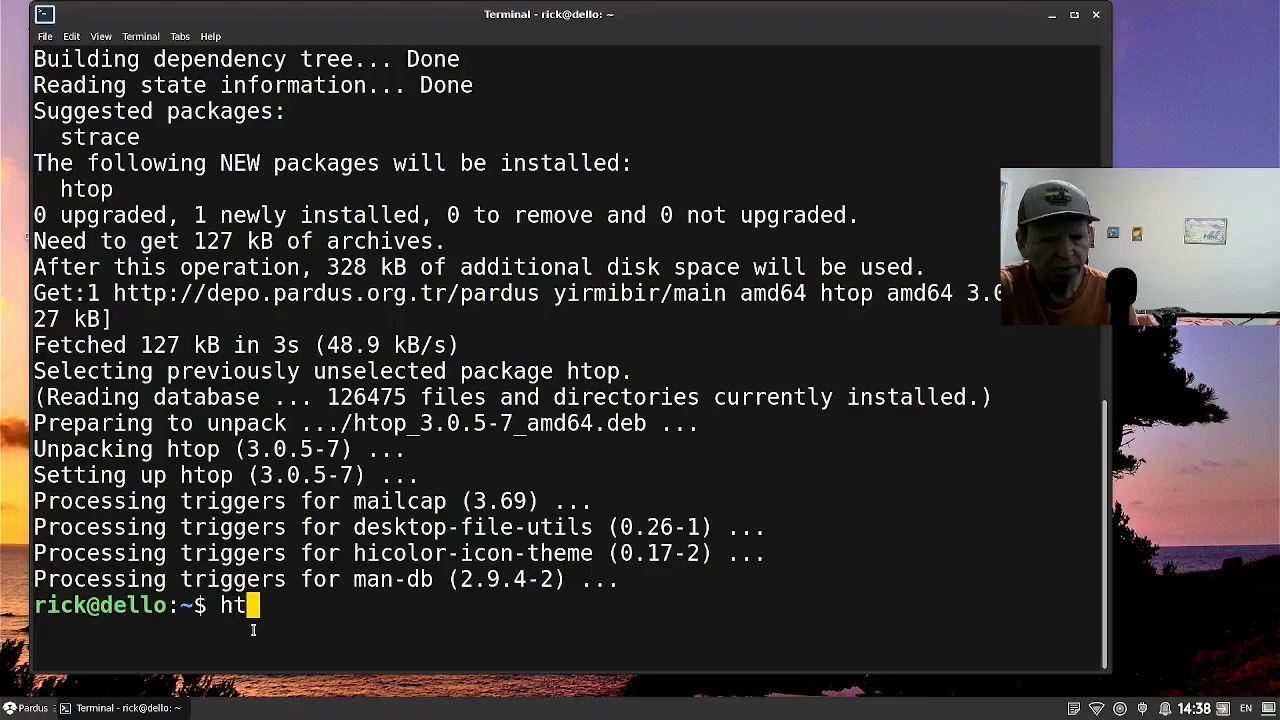 Terminal - rick@dello: ~
File Edit View Terminal Tabs Help
Building dependency tree... Done
Reading state information... Done
Suggested packages:
  strace
The following NEW packages will be installed:
  htop
0 upgraded, 1 newly installed, 0 to remove and 0 not upgraded.
Need to get 127 kB of archives.
After this operation, 328 kB of additional disk space will be used.
Get:1 http://depo.pardus.org.tr/pardus yirmibir/main amd64 htop amd64 3.0
27 kB]
Fetched 127 kB in 3s (48.9 kB/s)
Selecting previously unselected package htop.
(Reading database ... 126475 files and directories currently installed.)
Preparing to unpack .../htop_3.0.5-7_amd64.deb ...
Unpacking htop (3.0.5-7) ...
Setting up htop (3.0.5-7) ...
Processing triggers for mailcap (3.69) ...
Processing triggers for desktop-file-utils (0.26-1) ...
Processing triggers for hicolor-icon-theme (0.17-2) ...
Processing triggers for man-db (2.9.4-2) ...
rick@dello:~$ ht
Pardus Terminal - rick@dello: ~ 14:38 EN